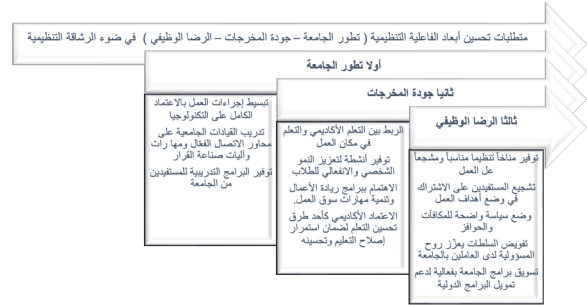 متطلبات تحسين أبعاد الفاعلية التنظيمية ( تطور الجامعة – جودة المخرجات – الرضا الوظيفي ) في ضوء الرشاقة التنظيمية
أولا تطور الجامعة
تبسيط إجراءات العمل بالاعتماد
الكامل على التكنولوجيا
تدريب القيادات الجامعية على
محاور الاتصال الفعّال ومها رات
وآليات صناعة القرار
توفير البرامج التدريبية للمستفيدين
من الجامعة
ثانيا جودة المخرجات
الربط بين التعلم الأكاديمي والتعلم
في مكان العمل
توفير أنشطة لتعزيز النمو
الشخصي والانفعالي للطلاب
الاهتمام ببرامج ريادة الأعمال
وتنمية مهارات سوق العمل.
الاعتماد الأكاديمي كأحد طرق
تحسين التعلم لضمان استمرار
إصلاح التعليم وتحسينه
ثالثا الرضا الوظيفي
توفير مناخاً تنظيما مناسباً ومشجعاً
عل العمل
تشجيع المستفيدين على الاشتراك
في وضع أهداف العمل
وضع سياسة واضحة للمكافآت
والحوافز
تفويض السلطات يعزّز روح
المسؤولية لدى العاملين بالجامعة
تسويق برامج الجامعة بفعالية لدعم
تمويل البرامج الدولية